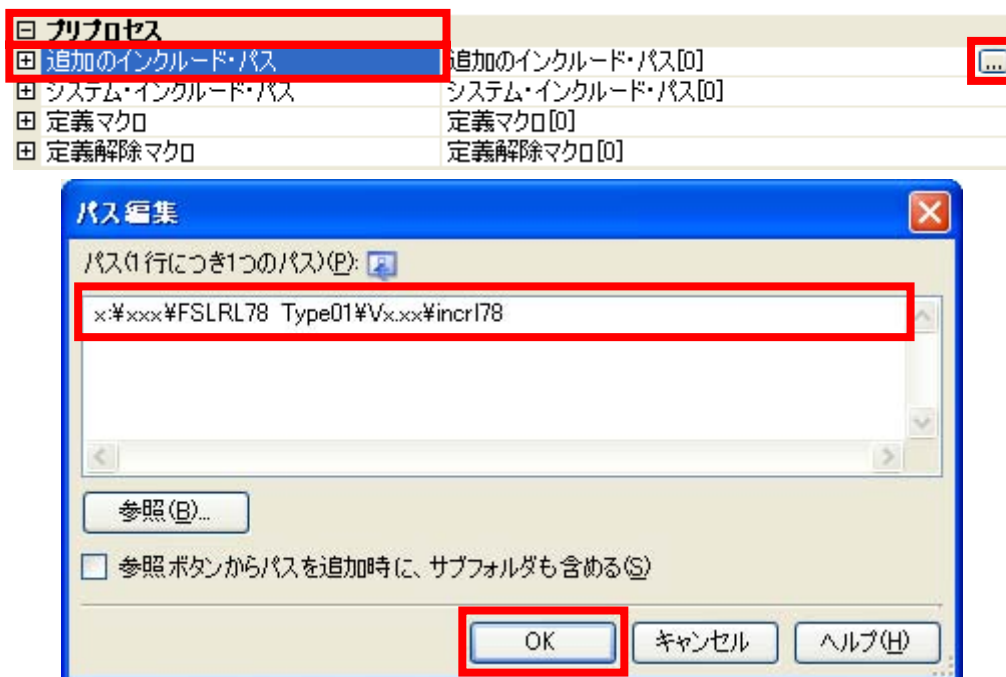 プリプロセス
追加のインクルード・パス 追加のインクルード・パス[0] ...
システム・インクルード・パス システム・インクルード・パス[0]
定義マクロ 定義マクロ[0]
定義解除マクロ 定義解除マクロ[0]
パス編集
パス(1行につき1つのパス)(P):
x:¥xxx¥FSLRL78 Type01¥Vx.xx¥incrl78
参照(B)...
参照ボタンからパスを追加時に、サブフォルダも含める(S)
OK キャンセル ヘルプ(H)